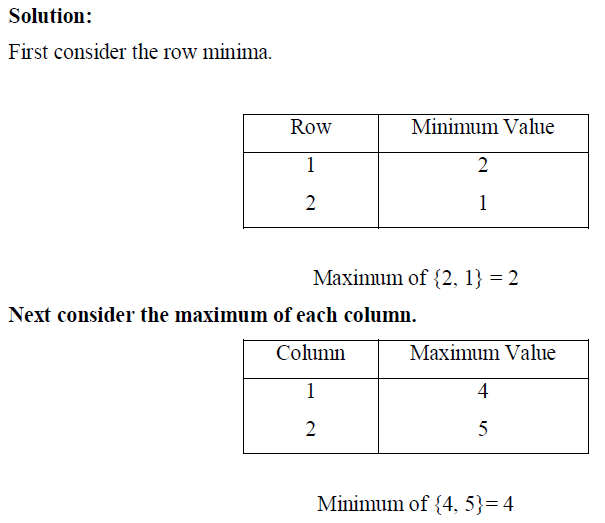 Solution:
First consider the row minima.
Row Minimum Value
1 2
2 1
Maximum of {2, 1} = 2
Next consider the maximum of each column.
Column Maximum Value
1 4
2 5
Minimum of {4, 5}= 4